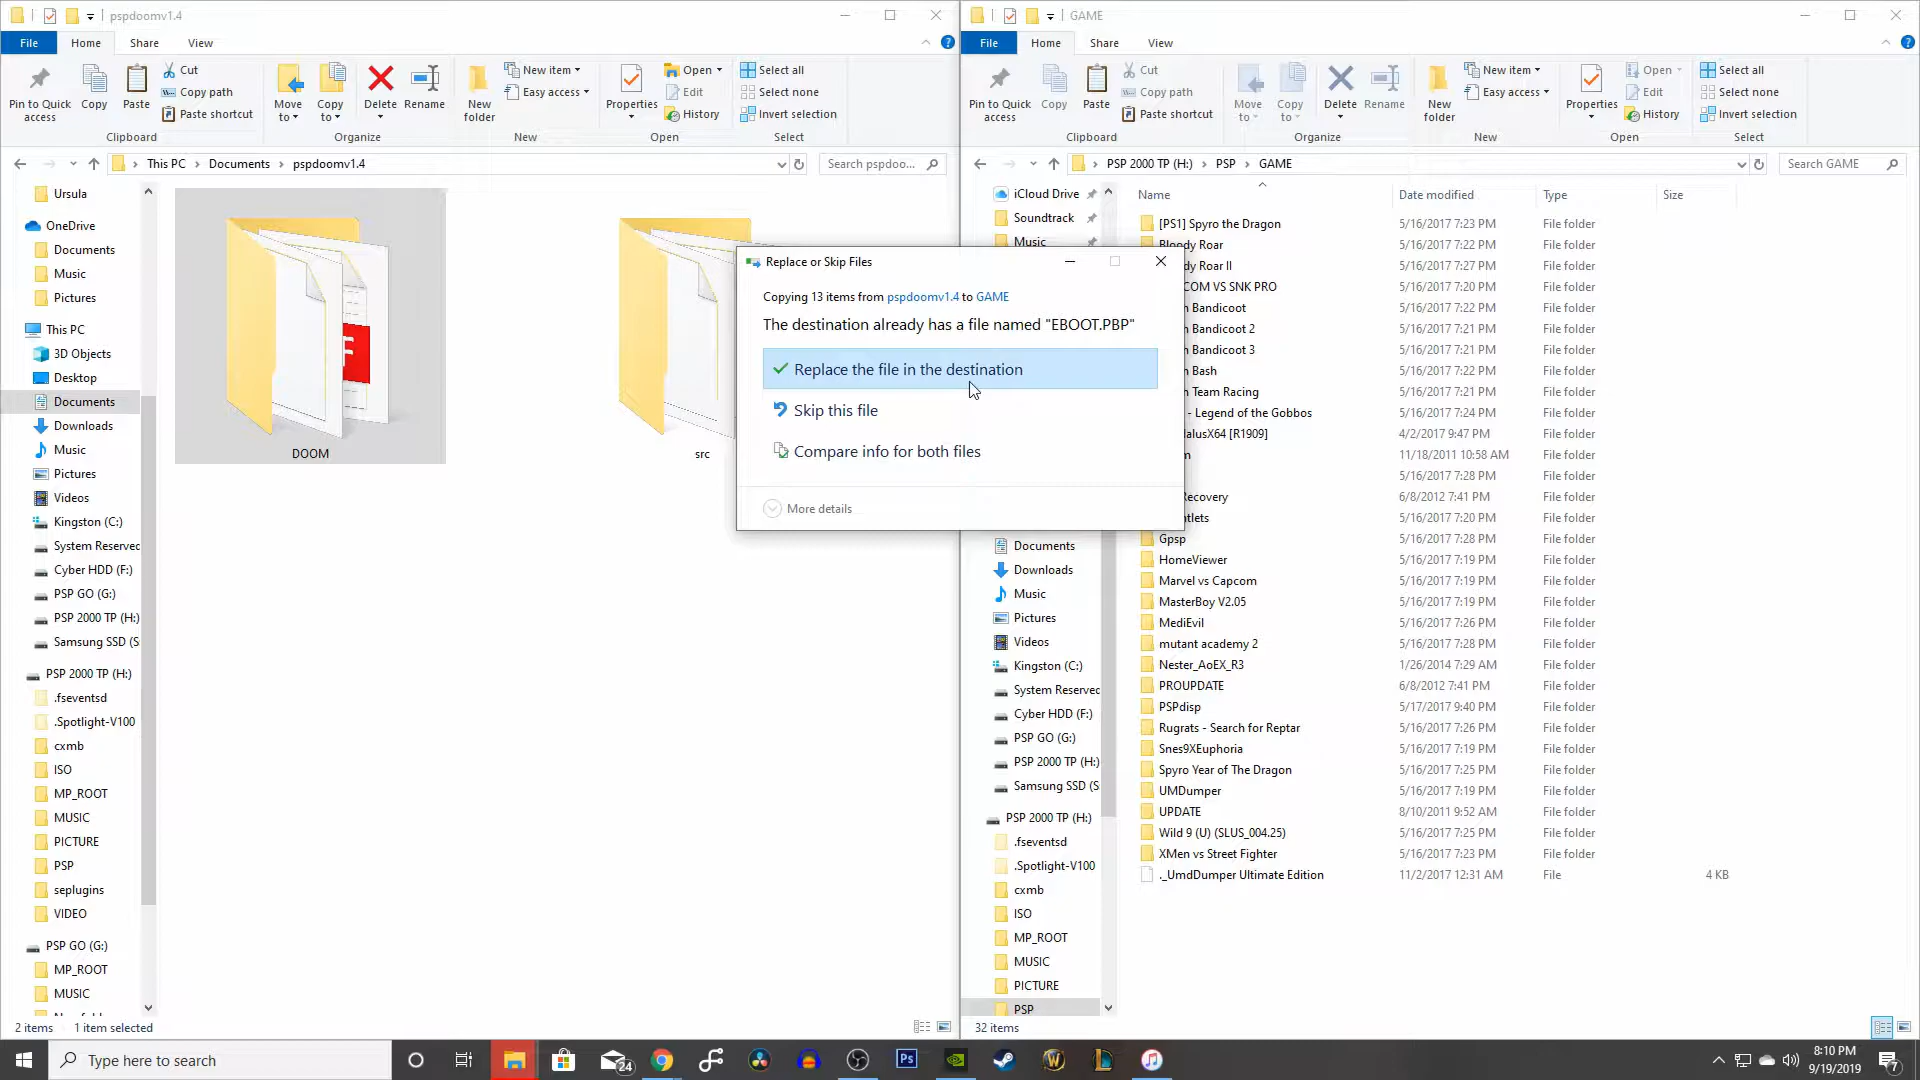 pspdoomv1.4
File
Home
Share
View
Pin to Quick access
Copy
Paste
Cut
Copy path
Paste shortcut
Clipboard
Move to
Copy to
Delete
Rename
Organize
New folder
New item
Easy access
New
Properties
Open
Edit
History
Open
Select all
Select none
Invert selection
Select
This PC > Documents > pspdoomv1.4
Search pspdoo...
Ursula
OneDrive
Documents
Music
Pictures
This PC
3D Objects
Desktop
Documents
Downloads
Music
Pictures
Videos
Kingston (C:)
System Reserved
Cyber HDD (F:)
PSP GO (G:)
PSP 2000 TP (H:)
Samsung SSD (S
PSP 2000 TP (H:)
.fseventsd
.Spotlight-V100
cxmb
ISO
MP_ROOT
MUSIC
PICTURE
PSP
seplugins
VIDEO
PSP GO (G:)
MP_ROOT
MUSIC
DOOM
src
2 items
1 item selected
Replace or Skip Files
Copying 13 items from pspdoomv1.4 to GAME
The destination already has a file named "EBOOT.PBP"
Replace the file in the destination
Skip this file
Compare info for both files
More details
GAME
File
Home
Share
View
Pin to Quick access
Copy
Paste
Cut
Copy path
Paste shortcut
Clipboard
Move to
Copy to
Delete
Rename
Organize
New folder
New item
Easy access
New
Properties
Open
Edit
History
Open
Select all
Select none
Invert selection
Select
PSP 2000 TP (H:) > PSP > GAME
Search GAME
iCloud Drive
Soundtrack
Music
Documents
Downloads
Music
Pictures
Videos
Kingston (C:)
System Reserved
Cyber HDD (F:)
PSP GO (G:)
PSP 2000 TP (H:)
Samsung SSD (S
PSP 2000 TP (H:)
.fseventsd
.Spotlight-V100
cxmb
ISO
MP_ROOT
MUSIC
PICTURE
PSP
Name Date modified Type Size
[PS1] Spyro the Dragon 5/16/2017 7:23 PM File folder
Bloody Roar 5/16/2017 7:22 PM File folder
dy Roar II 5/16/2017 7:27 PM File folder
COM VS SNK PRO 5/16/2017 7:20 PM File folder
h Bandicoot 5/16/2017 7:22 PM File folder
h Bandicoot 2 5/16/2017 7:21 PM File folder
h Bandicoot 3 5/16/2017 7:21 PM File folder
h Bash 5/16/2017 7:22 PM File folder
h Team Racing 5/16/2017 7:21 PM File folder
- Legend of the Gobbos 5/16/2017 7:24 PM File folder
alusX64 [R1909] 4/2/2017 9:47 PM File folder
m 11/18/2011 10:58 AM File folder
5/16/2017 7:28 PM File folder
Recovery 6/8/2012 7:41 PM File folder
ntlets 5/16/2017 7:20 PM File folder
Gpsp 5/16/2017 7:28 PM File folder
HomeViewer 5/16/2017 7:19 PM File folder
Marvel vs Capcom 5/16/2017 7:19 PM File folder
MasterBoy V2.05 5/16/2017 7:19 PM File folder
MediEvil 5/16/2017 7:26 PM File folder
mutant academy 2 5/16/2017 7:28 PM File folder
Nester_AoEX_R3 1/26/2014 7:29 AM File folder
PROUPDATE 6/8/2012 7:41 PM File folder
PSPdisp 5/17/2017 9:40 PM File folder
Rugrats - Search for Reptar 5/16/2017 7:26 PM File folder
Snes9XEuphoria 5/16/2017 7:19 PM File folder
Spyro Year of The Dragon 5/16/2017 7:25 PM File folder
UMDumper 5/16/2017 7:19 PM File folder
UPDATE 8/10/2011 9:52 AM File folder
Wild 9 (U) (SLUS_004.25) 5/16/2017 7:25 PM File folder
XMen vs Street Fighter 5/16/2017 7:23 PM File folder
._UmdDumper Ultimate Edition 11/2/2017 12:31 AM File 4 KB
32 items
Type here to search
24
Ps
8:10 PM
9/19/2019
7